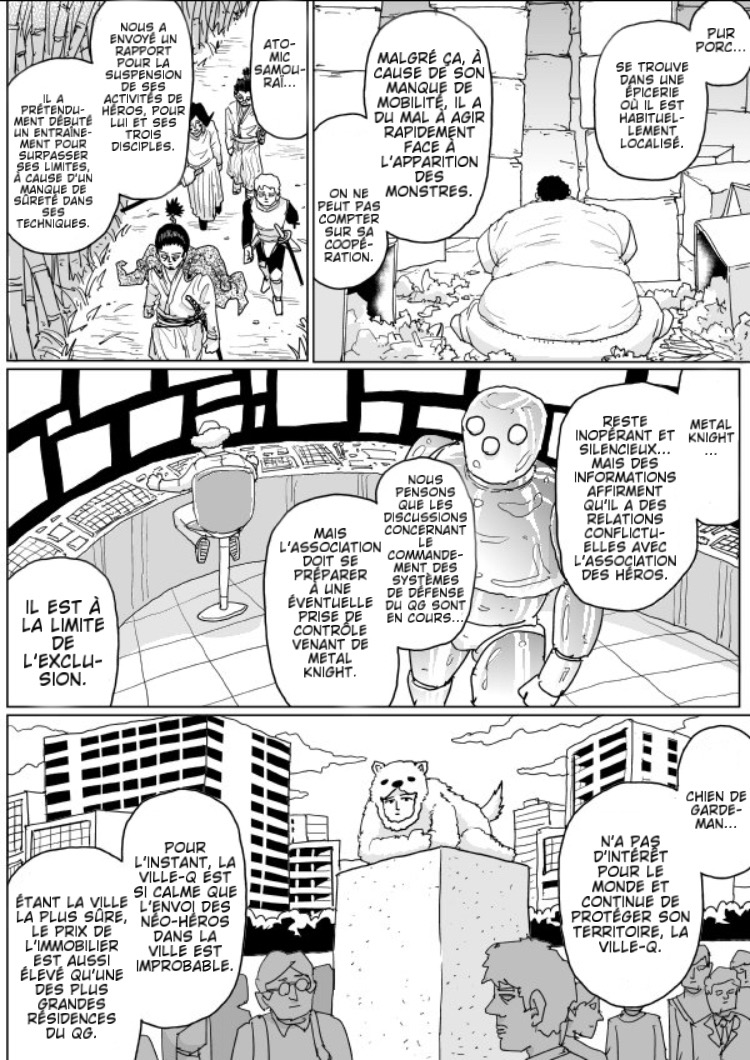 PUR
PORC...
SE TROUVE
DANS UNE
ÉPICERIE
OÙ IL EST
HABITUEL-
LEMENT
LOCALISÉ.
MALGRÉ ÇA, À
CAUSE DE SON
MANQUE DE
MOBILITÉ, IL A
DU MAL À AGIR
RAPIDEMENT
FACE À
L'APPARITION
DES
MONSTRES.
ON NE
PEUT PAS
COMPTER
SUR SA
COOPÉ-
RATION.
ATO-
MIC
SAMOU-
RAÏ...
NOUS A
ENVOYÉ UN
RAPPORT
POUR LA
SUSPENSION
DE SES
ACTIVITÉS DE
HÉROS, POUR
LUI ET SES
TROIS
DISCIPLES.
IL A
PRÉTENDU-
MENT DÉBUTÉ
UN ENTRAÎNE-
MENT POUR
SURPASSER
SES LIMITES,
À CAUSE D'UN
MANQUE DE
SÛRETÉ DANS
SES
TECHNIQUES.
METAL
KNIGHT
...
RESTE
INOPÉRANT ET
SILENCIEUX...
MAIS DES
INFORMATIONS
AFFIRMENT
QU'IL A DES
RELATIONS
CONFLICTU-
ELLES AVEC
L'ASSOCIATION
DES HÉROS.
NOUS
PENSONS
QUE LES
DISCUSSIONS
CONCERNANT
LE
COMMANDE-
MENT DES
SYSTÈMES
DE DÉFENSE
DU QG SONT
EN COURS...
MAIS
L'ASSOCIATION
DOIT SE
PRÉPARER
À UNE
ÉVENTUELLE
PRISE DE
CONTRÔLE
VENANT DE
METAL
KNIGHT.
IL EST À
LA LIMITE
DE
L'EXCLU-
SION.
CHIEN DE
GARDE-
MAN...
N'A PAS
D'INTÉRÊT
POUR LE
MONDE ET
CONTINUE DE
PROTÉGER SON
TERRITOIRE, LA
VILLE-Q.
POUR
L'INSTANT, LA
VILLE-Q EST
SI CALME QUE
L'ENVOI DES
NÉO-HÉROS
DANS LA
VILLE EST
IMPROBABLE.
ÉTANT LA VILLE
LA PLUS SÛRE,
LE PRIX DE
L'IMMOBILIER
EST AUSSI
ÉLEVÉ QU'UNE
DES PLUS
GRANDES
RÉSIDENCES
DU QG.